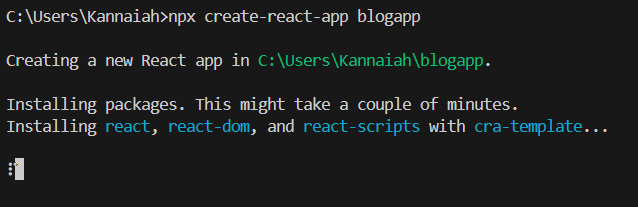 C:\Users\Kannaiah>npx create-react-app blogapp
Creating a new React app in C:\Users\Kannaiah\blogapp.
Installing packages. This might take a couple of minutes.
Installing react, react-dom, and react-scripts with cra-template...